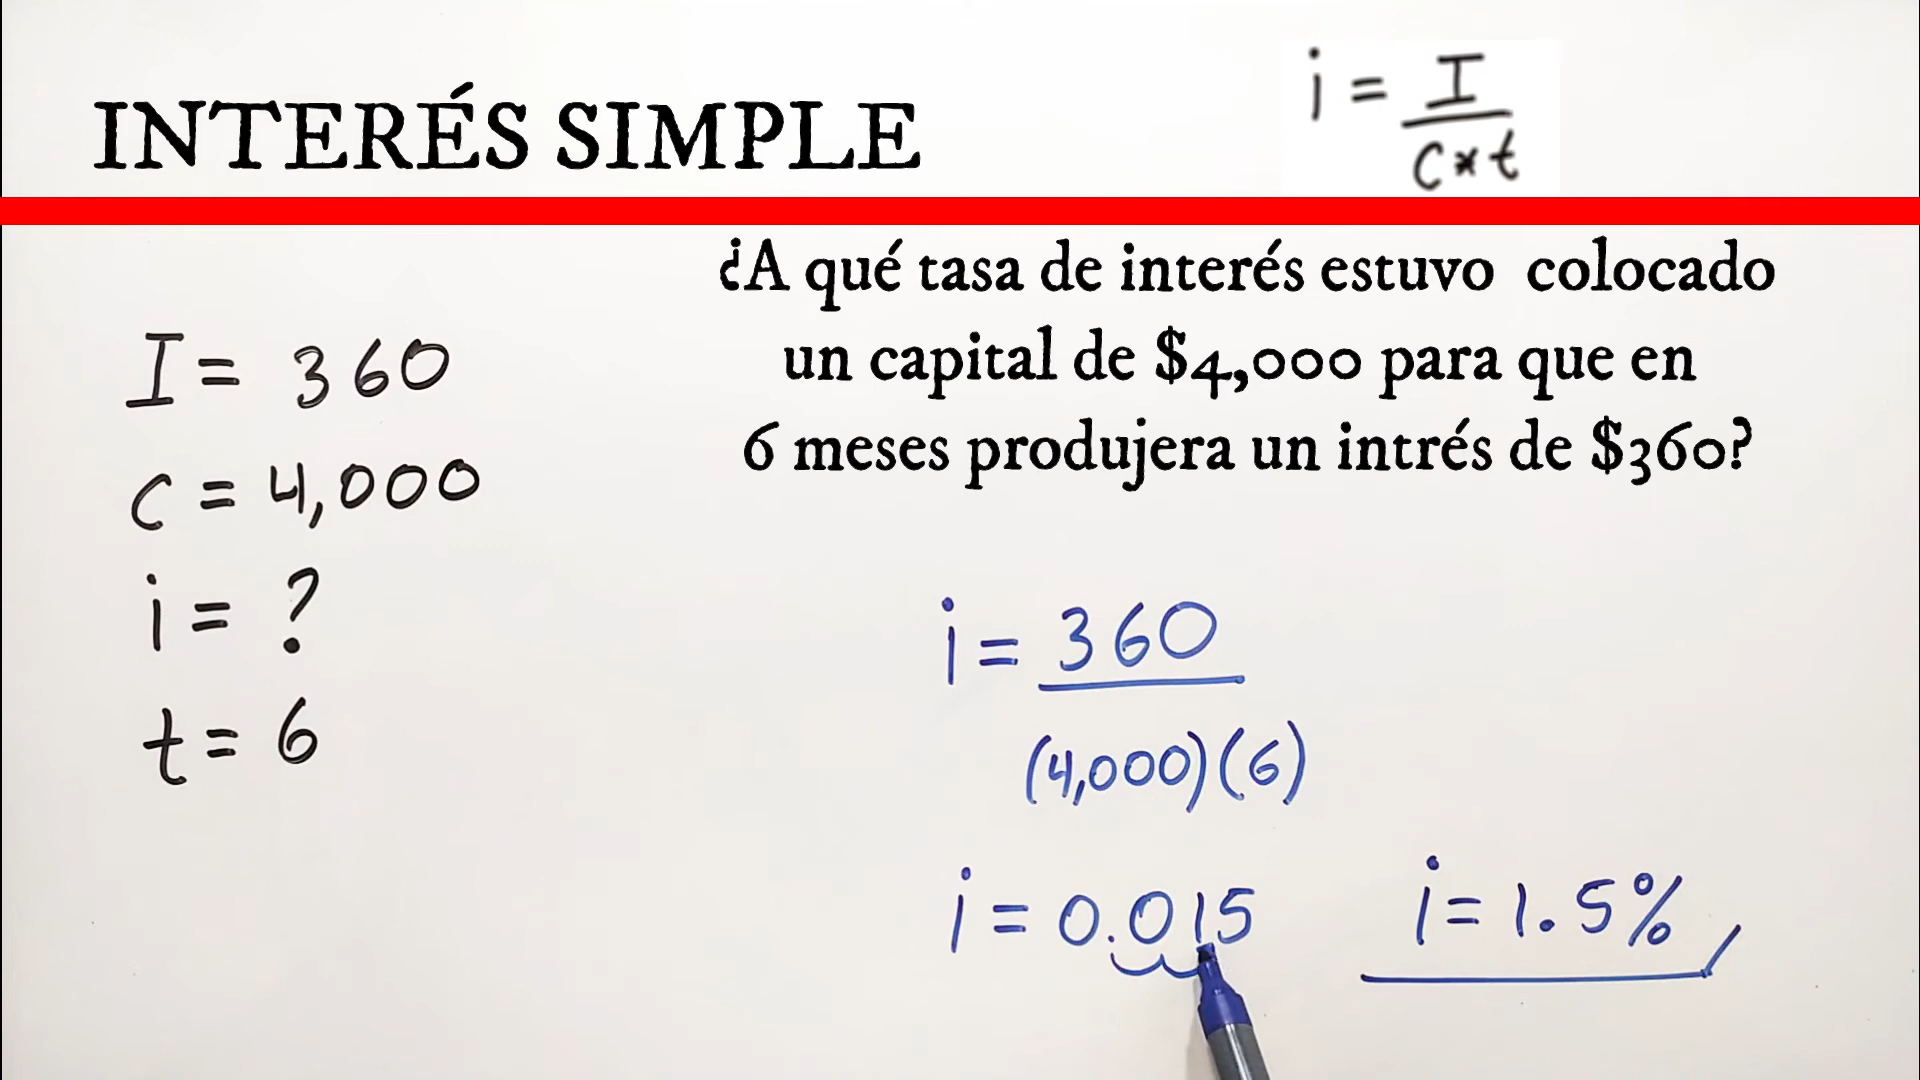 INTERÉS SIMPLE
i = I
c * t
¿A qué tasa de interés estuvo colocado
un capital de $4,000 para que en
6 meses produjera un intrés de $360?
I = 360
c = 4,000
i = ?
t = 6
i = 360
(4,000)(6)
i = 0.015
i = 1.5%